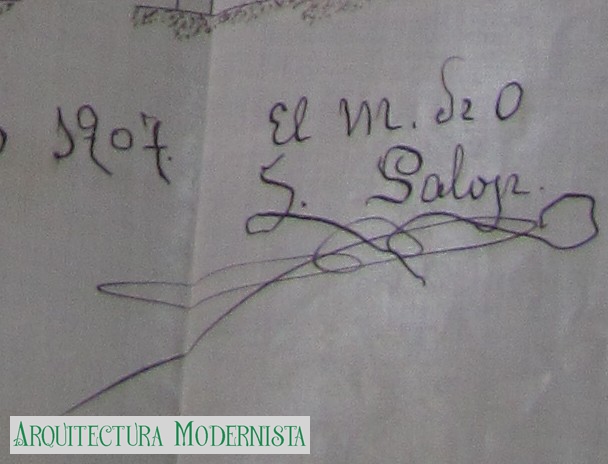 1907. El M. de O
S. Palop.
ARQUITECTURA MODERNISTA